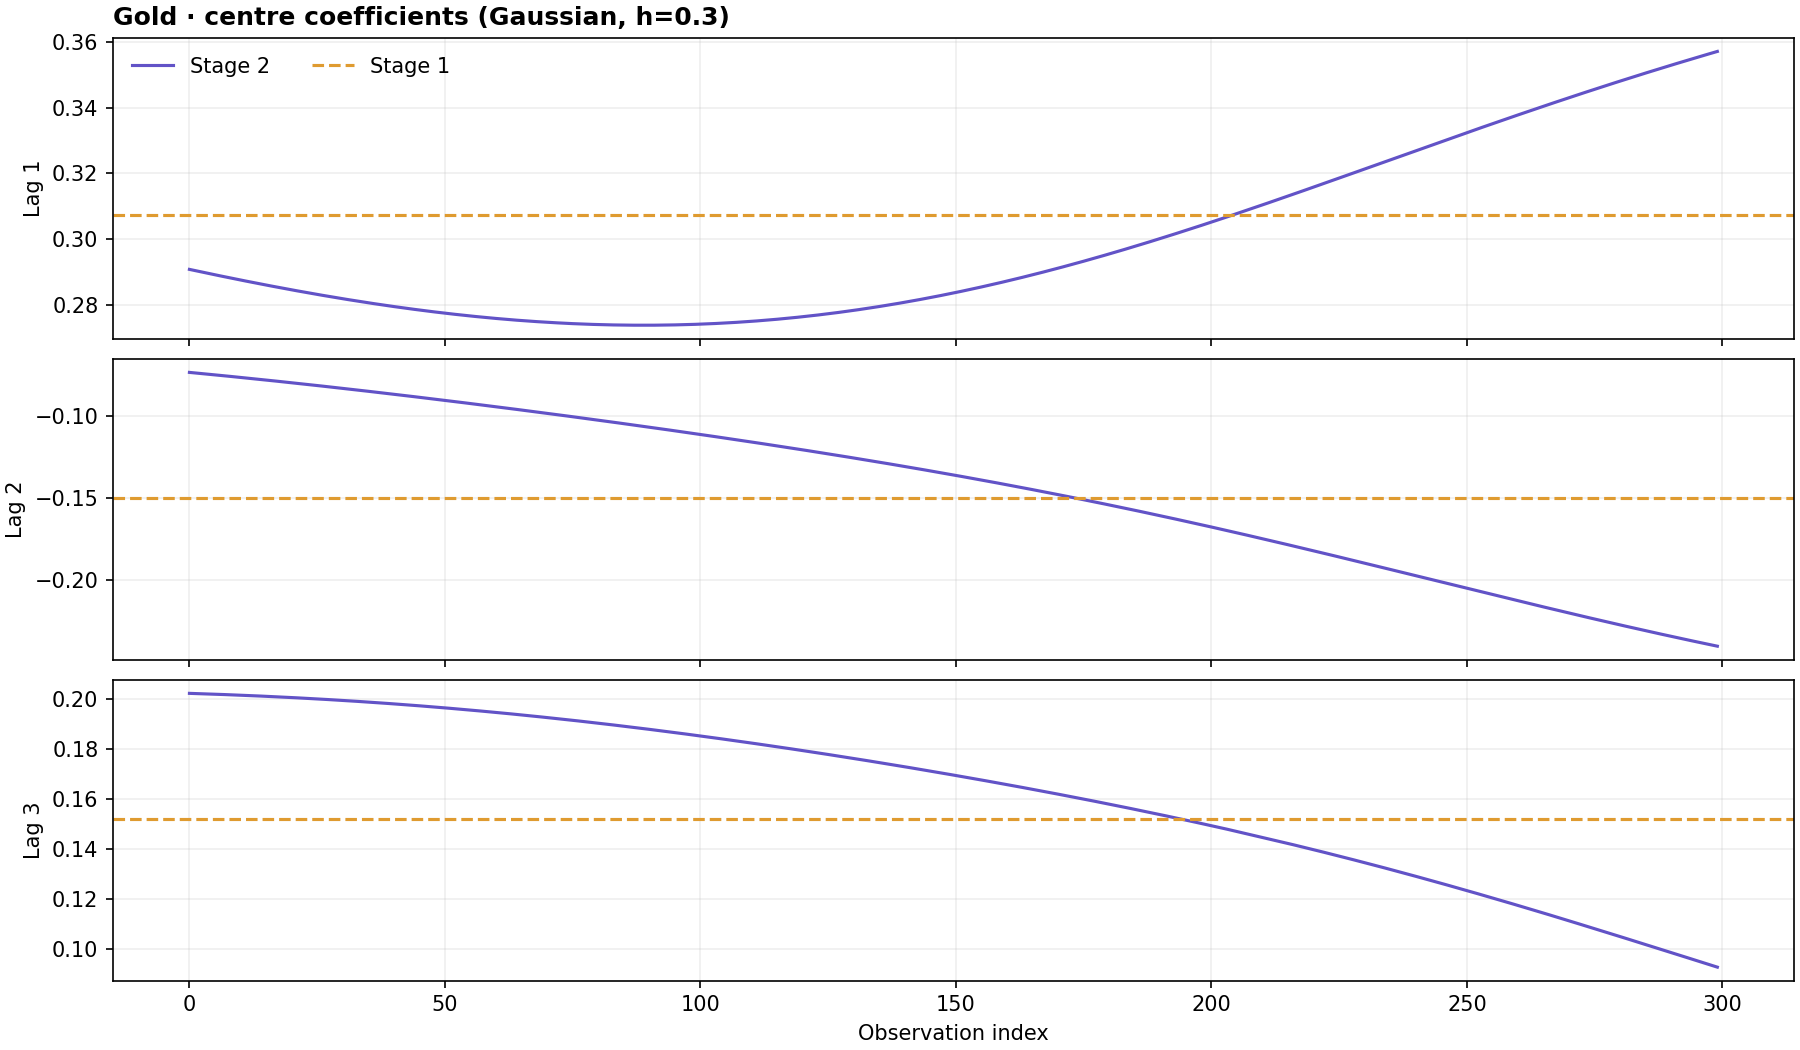 Gold · centre coefficients (Gaussian, h=0.3)
Stage 2 Stage 1
Lag 1
0.36
0.34
0.32
0.30
0.28
Lag 2
−0.10
−0.15
−0.20
Lag 3
0.20
0.18
0.16
0.14
0.12
0.10
0 50 100 150 200 250 300
Observation index